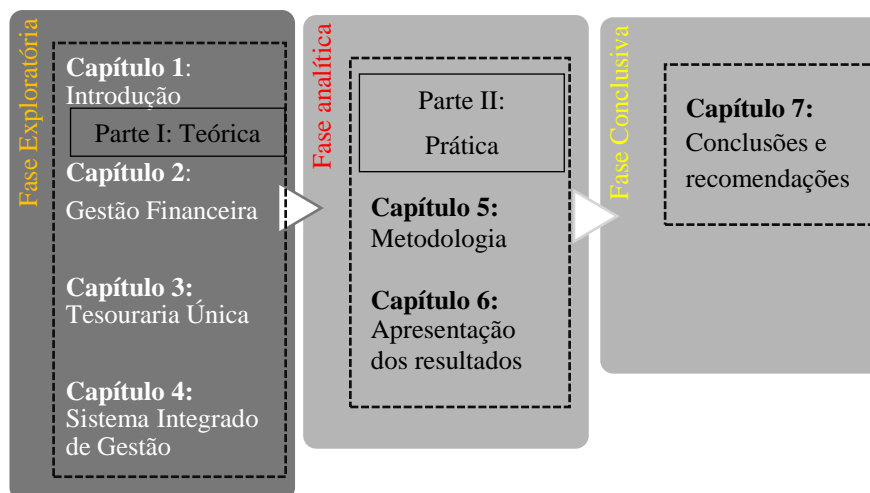 Fase Exploratória
Capítulo 1:
Introdução
Parte I: Teórica
Capítulo 2:
Gestão Financeira
Capítulo 3:
Tesouraria Única
Capítulo 4:
Sistema Integrado
de Gestão
Fase analítica
Parte II:
Prática
Capítulo 5:
Metodologia
Capítulo 6:
Apresentação
dos resultados
Fase Conclusiva
Capítulo 7:
Conclusões e
recomendações